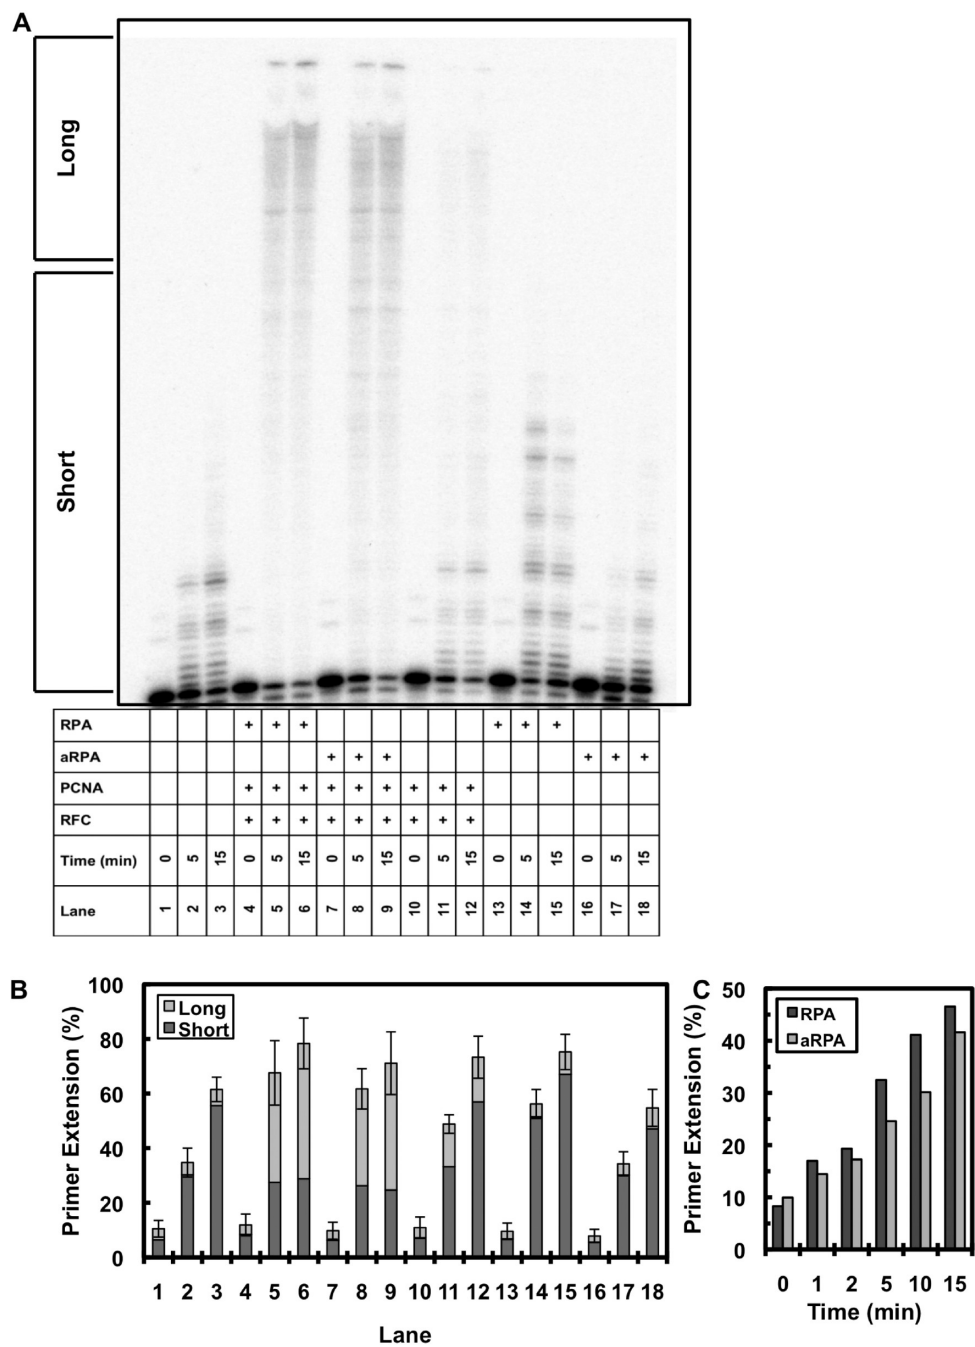 A
Long
Short
RPA + + + + + +
aRPA + + + + + +
PCNA + + + + + + + + +
RFC + + + + + + + + +
Time (min) 0 5 15 0 5 15 0 5 15 0 5 15 0 5 15 0 5 15
Lane 1 2 3 4 5 6 7 8 9 10 11 12 13 14 15 16 17 18
B
Primer Extension (%)
100
80
60
40
20
0
Long
Short
1 2 3 4 5 6 7 8 9 10 11 12 13 14 15 16 17 18
Lane
C
Primer Extension (%)
50
40
30
20
10
0
RPA
aRPA
0 1 2 5 10 15
Time (min)